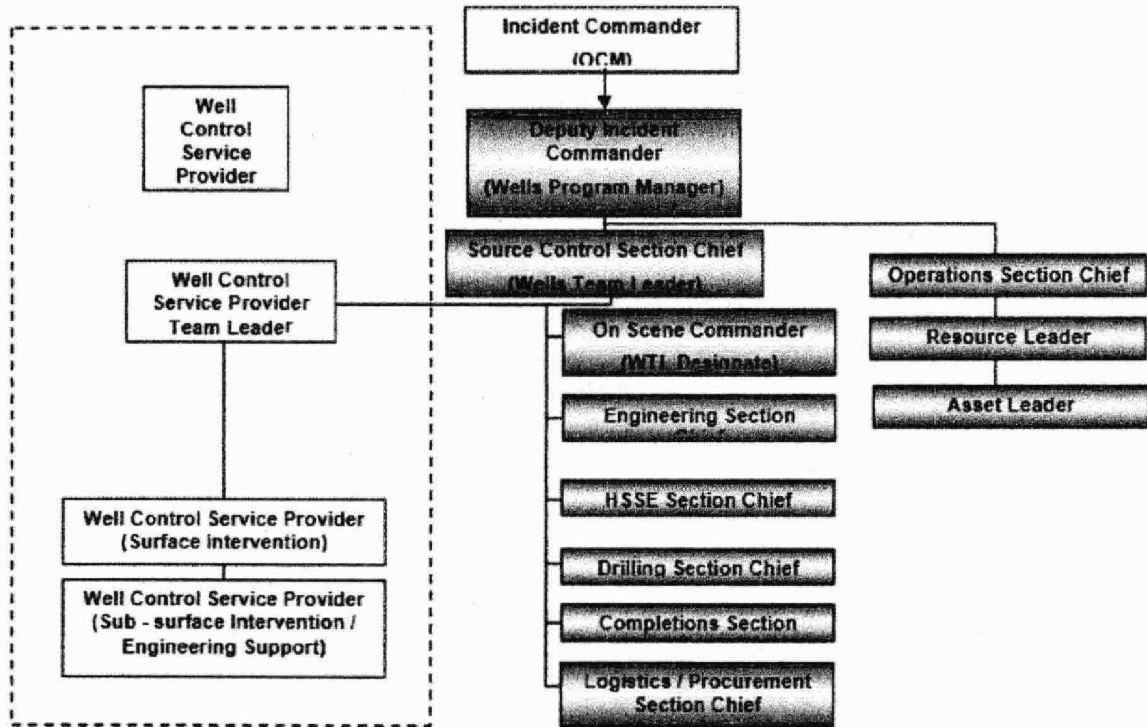 Incident Commander
(OCM)
Deputy Incident
Commander
(Wells Program Manager)
Source Control Section Chief
(Wells Team Leader)
Operations Section Chief
Resource Leader
Asset Leader
On Scene Commander
(WTL Designate)
Engineering Section
Chief
HSSE Section Chief
Drilling Section Chief
Completions Section
Logistics / Procurement
Section Chief
Well
Control
Service
Provider
Well Control
Service Provider
Team Leader
Well Control Service Provider
(Surface intervention)
Well Control Service Provider
(Sub - surface Intervention /
Engineering Support)